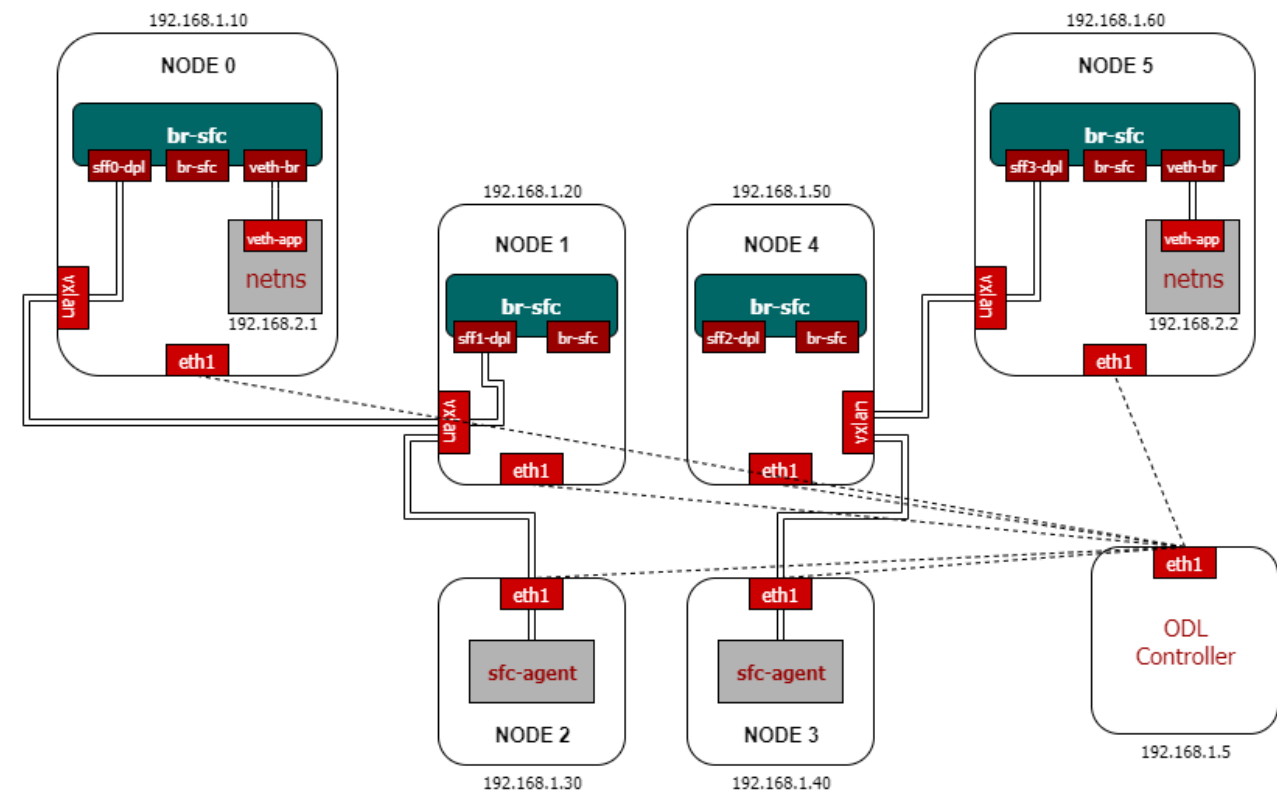 192.168.1.10
NODE 0
br-sfc
sff0-dpl
br-sfc
veth-br
veth-app
netns
192.168.2.1
vxlan
eth1
192.168.1.20
NODE 1
br-sfc
sff1-dpl
br-sfc
vxlan
eth1
192.168.1.50
NODE 4
br-sfc
sff2-dpl
br-sfc
vxlan
eth1
192.168.1.60
NODE 5
br-sfc
sff3-dpl
br-sfc
veth-br
veth-app
netns
192.168.2.2
vxlan
eth1
eth1
sfc-agent
NODE 2
192.168.1.30
eth1
sfc-agent
NODE 3
192.168.1.40
eth1
ODL
Controller
192.168.1.5